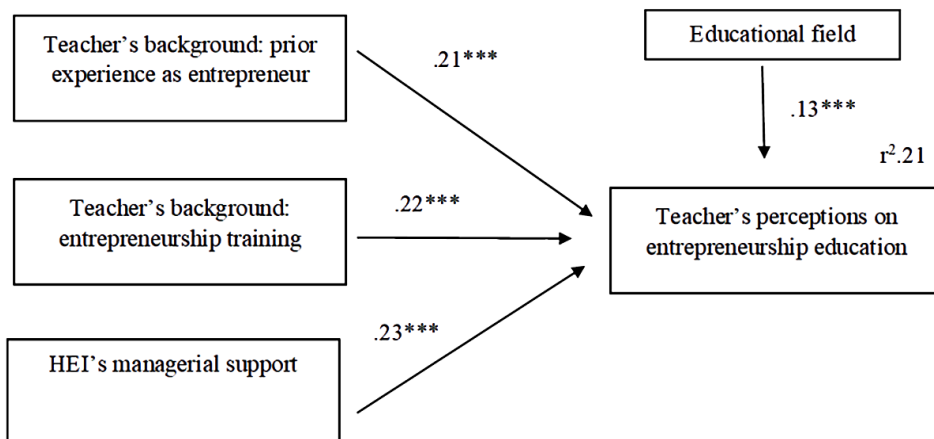 Teacher’s background: prior
experience as entrepreneur
Educational field
.21***
.13***
r².21
Teacher’s background:
entrepreneurship training
.22***
Teacher’s perceptions on
entrepreneurship education
.23***
HEI’s managerial support